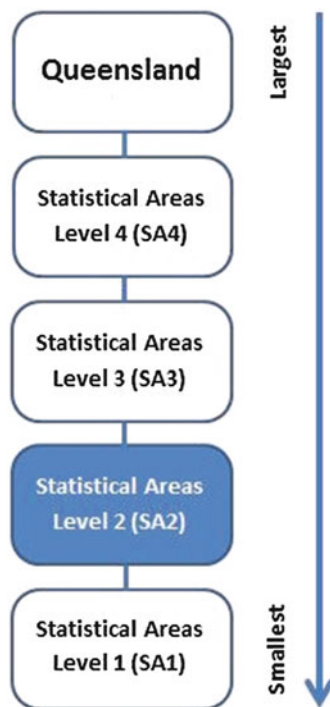 Queensland
Largest
Statistical Areas
Level 4 (SA4)
Statistical Areas
Level 3 (SA3)
Statistical Areas
Level 2 (SA2)
Statistical Areas
Level 1 (SA1)
Smallest